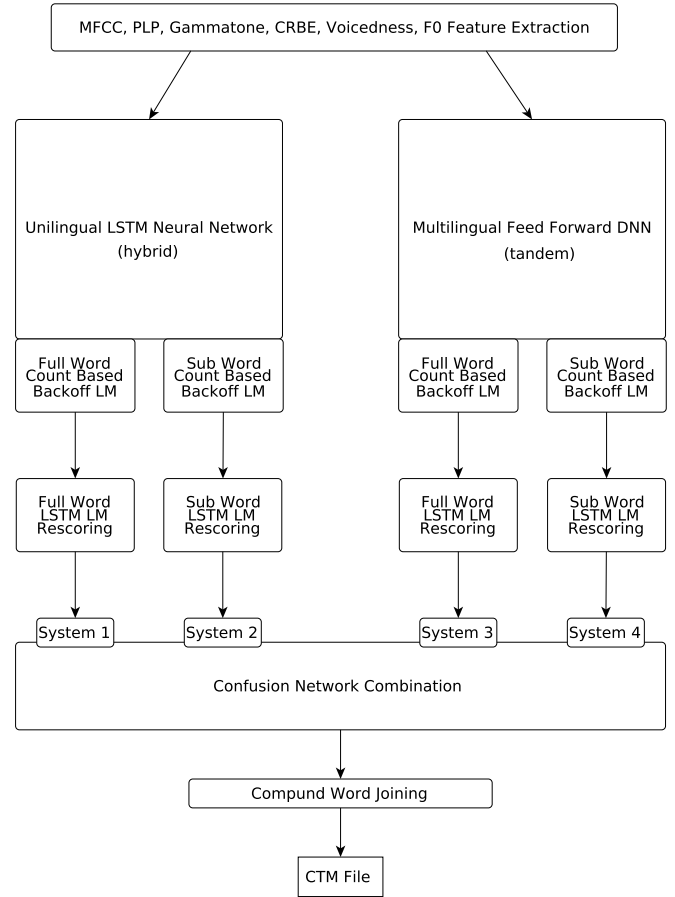 MFCC, PLP, Gammatone, CRBE, Voicedness, F0 Feature Extraction
Unilingual LSTM Neural Network
(hybrid)
Multilingual Feed Forward DNN
(tandem)
Full Word
Count Based
Backoff LM
Sub Word
Count Based
Backoff LM
Full Word
Count Based
Backoff LM
Sub Word
Count Based
Backoff LM
Full Word
LSTM LM
Rescoring
Sub Word
LSTM LM
Rescoring
Full Word
LSTM LM
Rescoring
Sub Word
LSTM LM
Rescoring
System 1
System 2
System 3
System 4
Confusion Network Combination
Compund Word Joining
CTM File